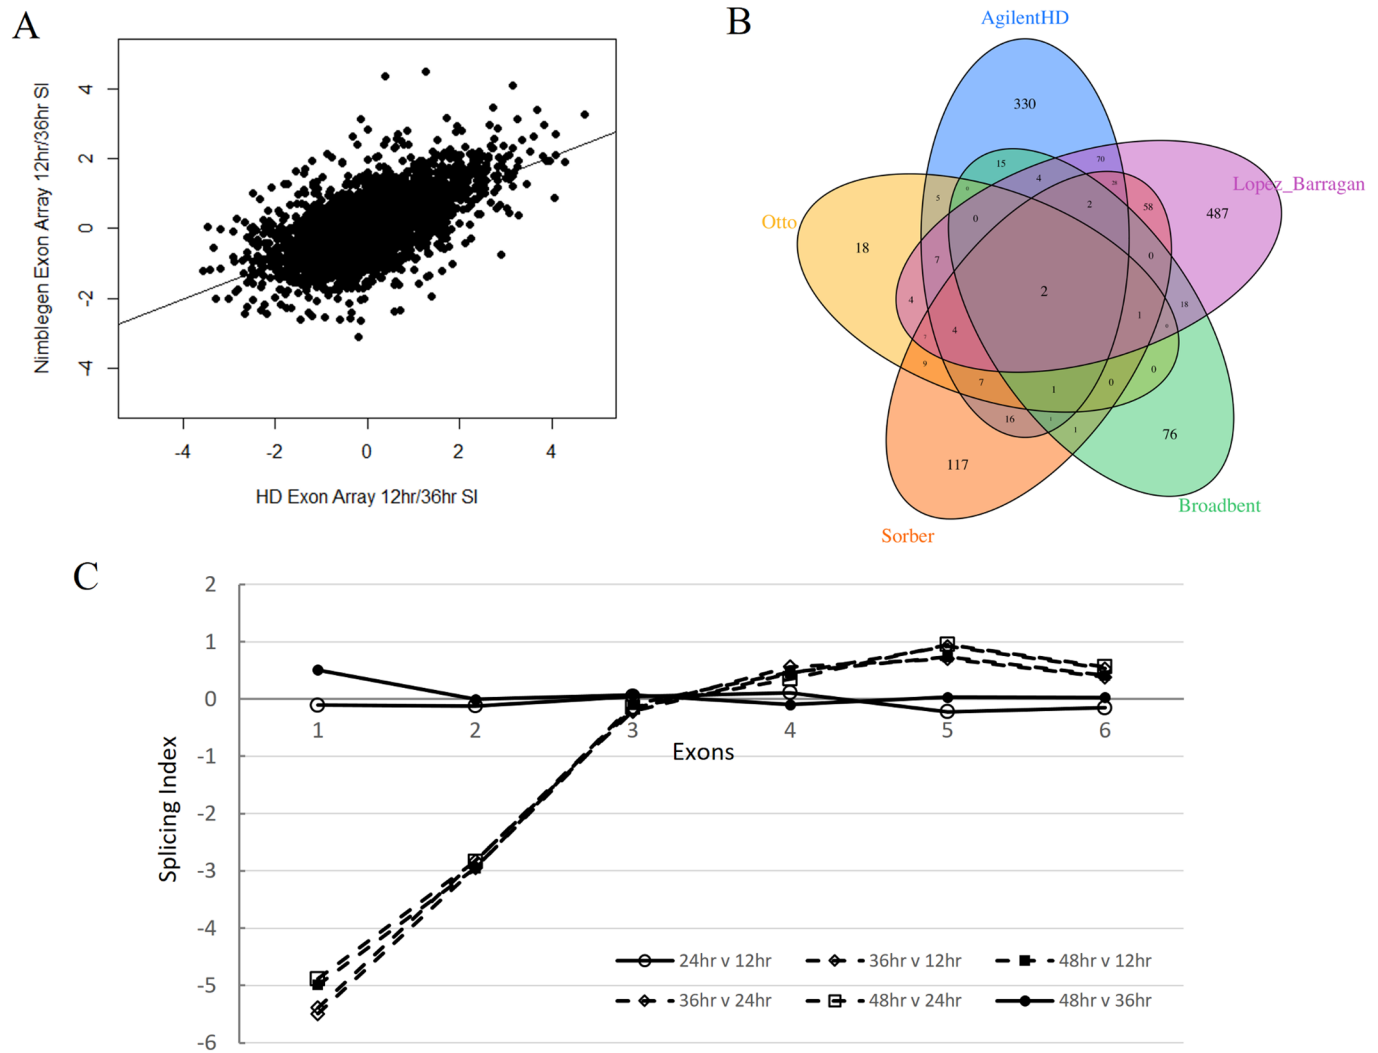 A
Nimblegen Exon Array 12hr/36hr SI
4
2
0
-2
-4
-4 -2 0 2 4
HD Exon Array 12hr/36hr SI
B
AgilentHD
330
Lopez_Barragan
487
Otto
18
15
4
70
58
5
0
2
0
7
2
4
18
4
1
9
7
1
0
0
16
1
76
117
Broadbent
Sorber
C
Splicing Index
2
1
0
-1
-2
-3
-4
-5
-6
1 2 3 4 5 6
Exons
24hr v 12hr 36hr v 12hr 48hr v 12hr
36hr v 24hr 48hr v 24hr 48hr v 36hr